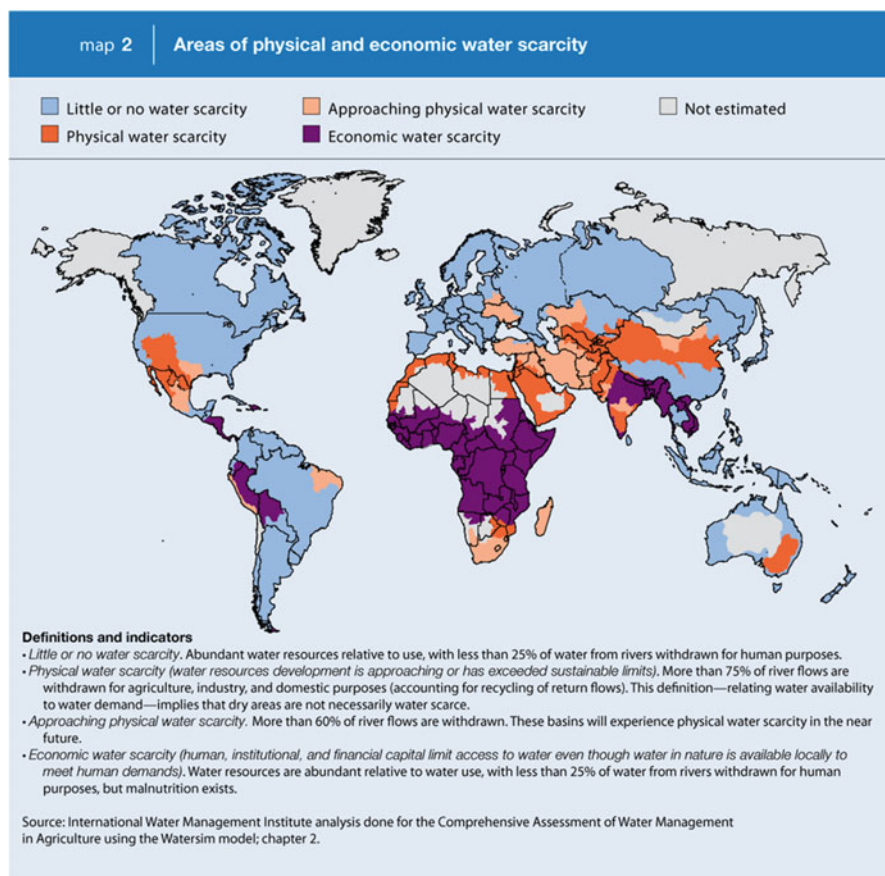 map 2 Areas of physical and economic water scarcity
Little or no water scarcity Approaching physical water scarcity Not estimated
Physical water scarcity Economic water scarcity
Definitions and indicators
• Little or no water scarcity. Abundant water resources relative to use, with less than 25% of water from rivers withdrawn for human purposes.
• Physical water scarcity (water resources development is approaching or has exceeded sustainable limits). More than 75% of river flows are
withdrawn for agriculture, industry, and domestic purposes (accounting for recycling of return flows). This definition—relating water availability
to water demand—implies that dry areas are not necessarily water scarce.
• Approaching physical water scarcity. More than 60% of river flows are withdrawn. These basins will experience physical water scarcity in the near
future.
• Economic water scarcity (human, institutional, and financial capital limit access to water even though water in nature is available locally to
meet human demands). Water resources are abundant relative to water use, with less than 25% of water from rivers withdrawn for human
purposes, but malnutrition exists.
Source: International Water Management Institute analysis done for the Comprehensive Assessment of Water Management
in Agriculture using the Watersim model; chapter 2.